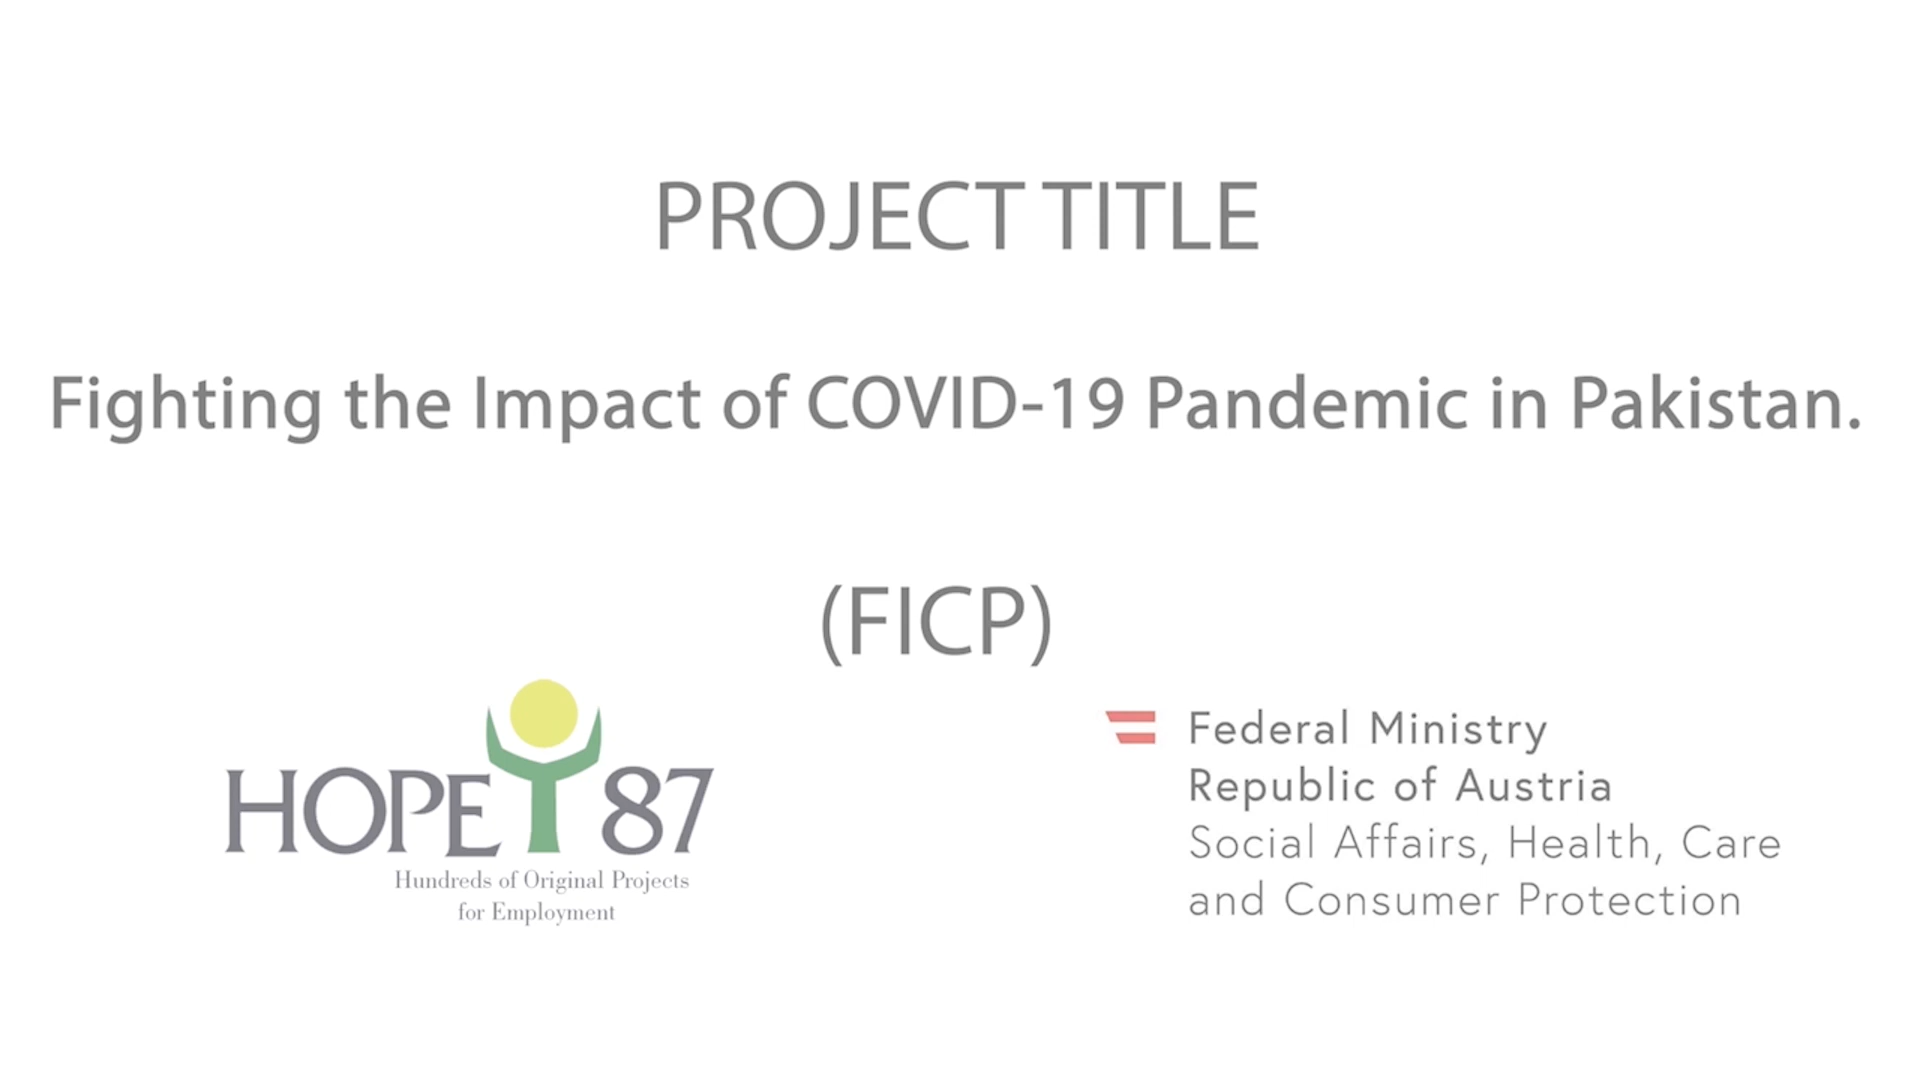 PROJECT TITLE
Fighting the Impact of COVID-19 Pandemic in Pakistan.
(FICP)
HOPE 87
Hundreds of Original Projects
for Employment
Federal Ministry
Republic of Austria
Social Affairs, Health, Care
and Consumer Protection